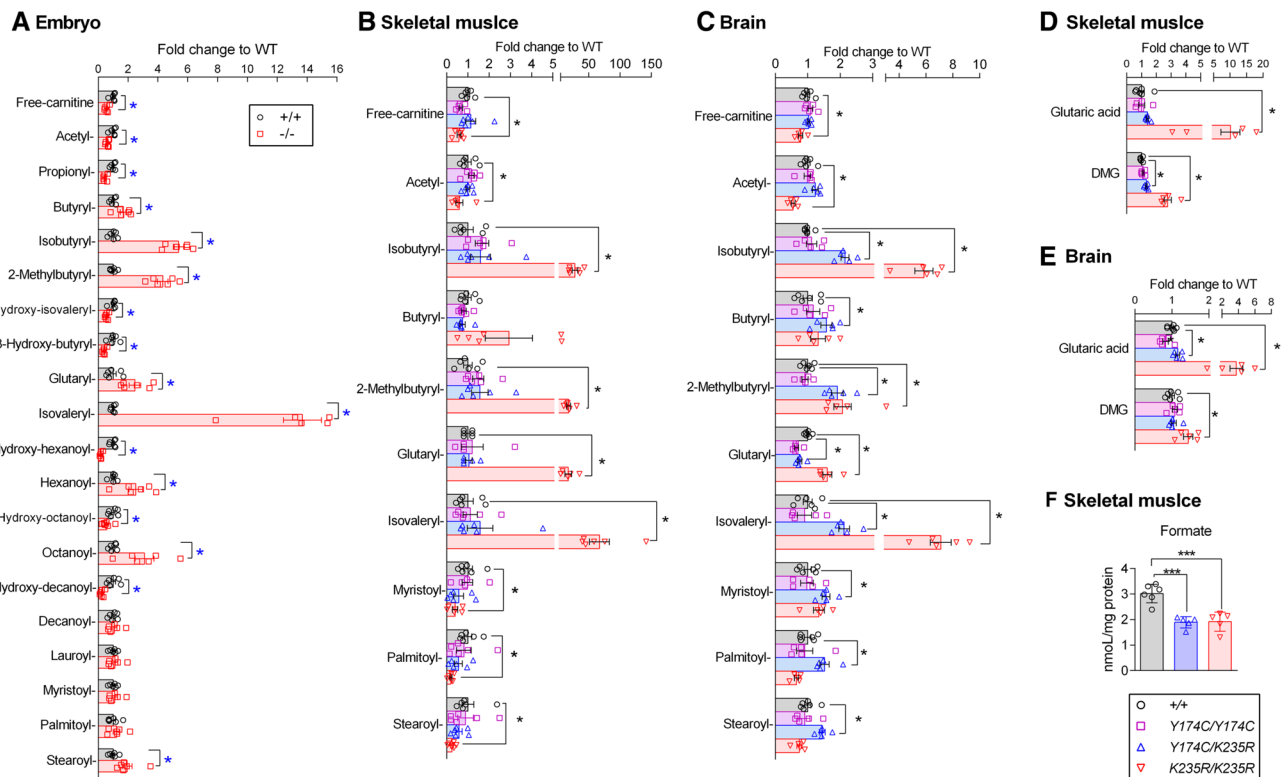 A Embryo
Fold change to WT
0 2 4 6 8 10 12 14 16
+/+
-/-
Free-carnitine
*
Acetyl-
*
Propionyl
*
Butyryl
*
Isobutyryl
*
2-Methylbutyryl
*
ydroxy-isovaleryl
*
3-Hydroxy-butyryl
*
Glutaryl
*
Isovaleryl
*
ydroxy-hexanoyl
*
Hexanoyl
*
Hydroxy-octanoyl
*
Octanoyl
*
ydroxy-decanoyl
*
Decanoyl
Lauroyl
Myristoyl
Palmitoyl
Stearoyl
*
B Skeletal muslce
Fold change to WT
0 1 2 3 4 5 50 100 150
Free-carnitine
*
Acetyl
*
Isobutyryl
*
Butyryl
2-Methylbutyryl
*
Glutaryl
*
Isovaleryl
*
Myristoyl
*
Palmitoyl
*
Stearoyl
*
C Brain
Fold change to WT
0 1 2 3 4 6 8 10
Free-carnitine
*
Acetyl
*
Isobutyryl
* *
Butyryl
*
2-Methylbutyryl
* *
Glutaryl
* *
Isovaleryl
* *
Myristoyl
*
Palmitoyl
*
Stearoyl
*
D Skeletal muslce
Fold change to WT
0 1 2 3 4 5 5 10 15 20
Glutaric acid
*
DMG
* *
E Brain
Fold change to WT
0 1 2 2 4 6 8
Glutaric acid
* *
DMG
*
F Skeletal muslce
Formate
***
***
nmoL/mg protein
4
3
2
1
0
+/+
Y174C/Y174C
Y174C/K235R
K235R/K235R